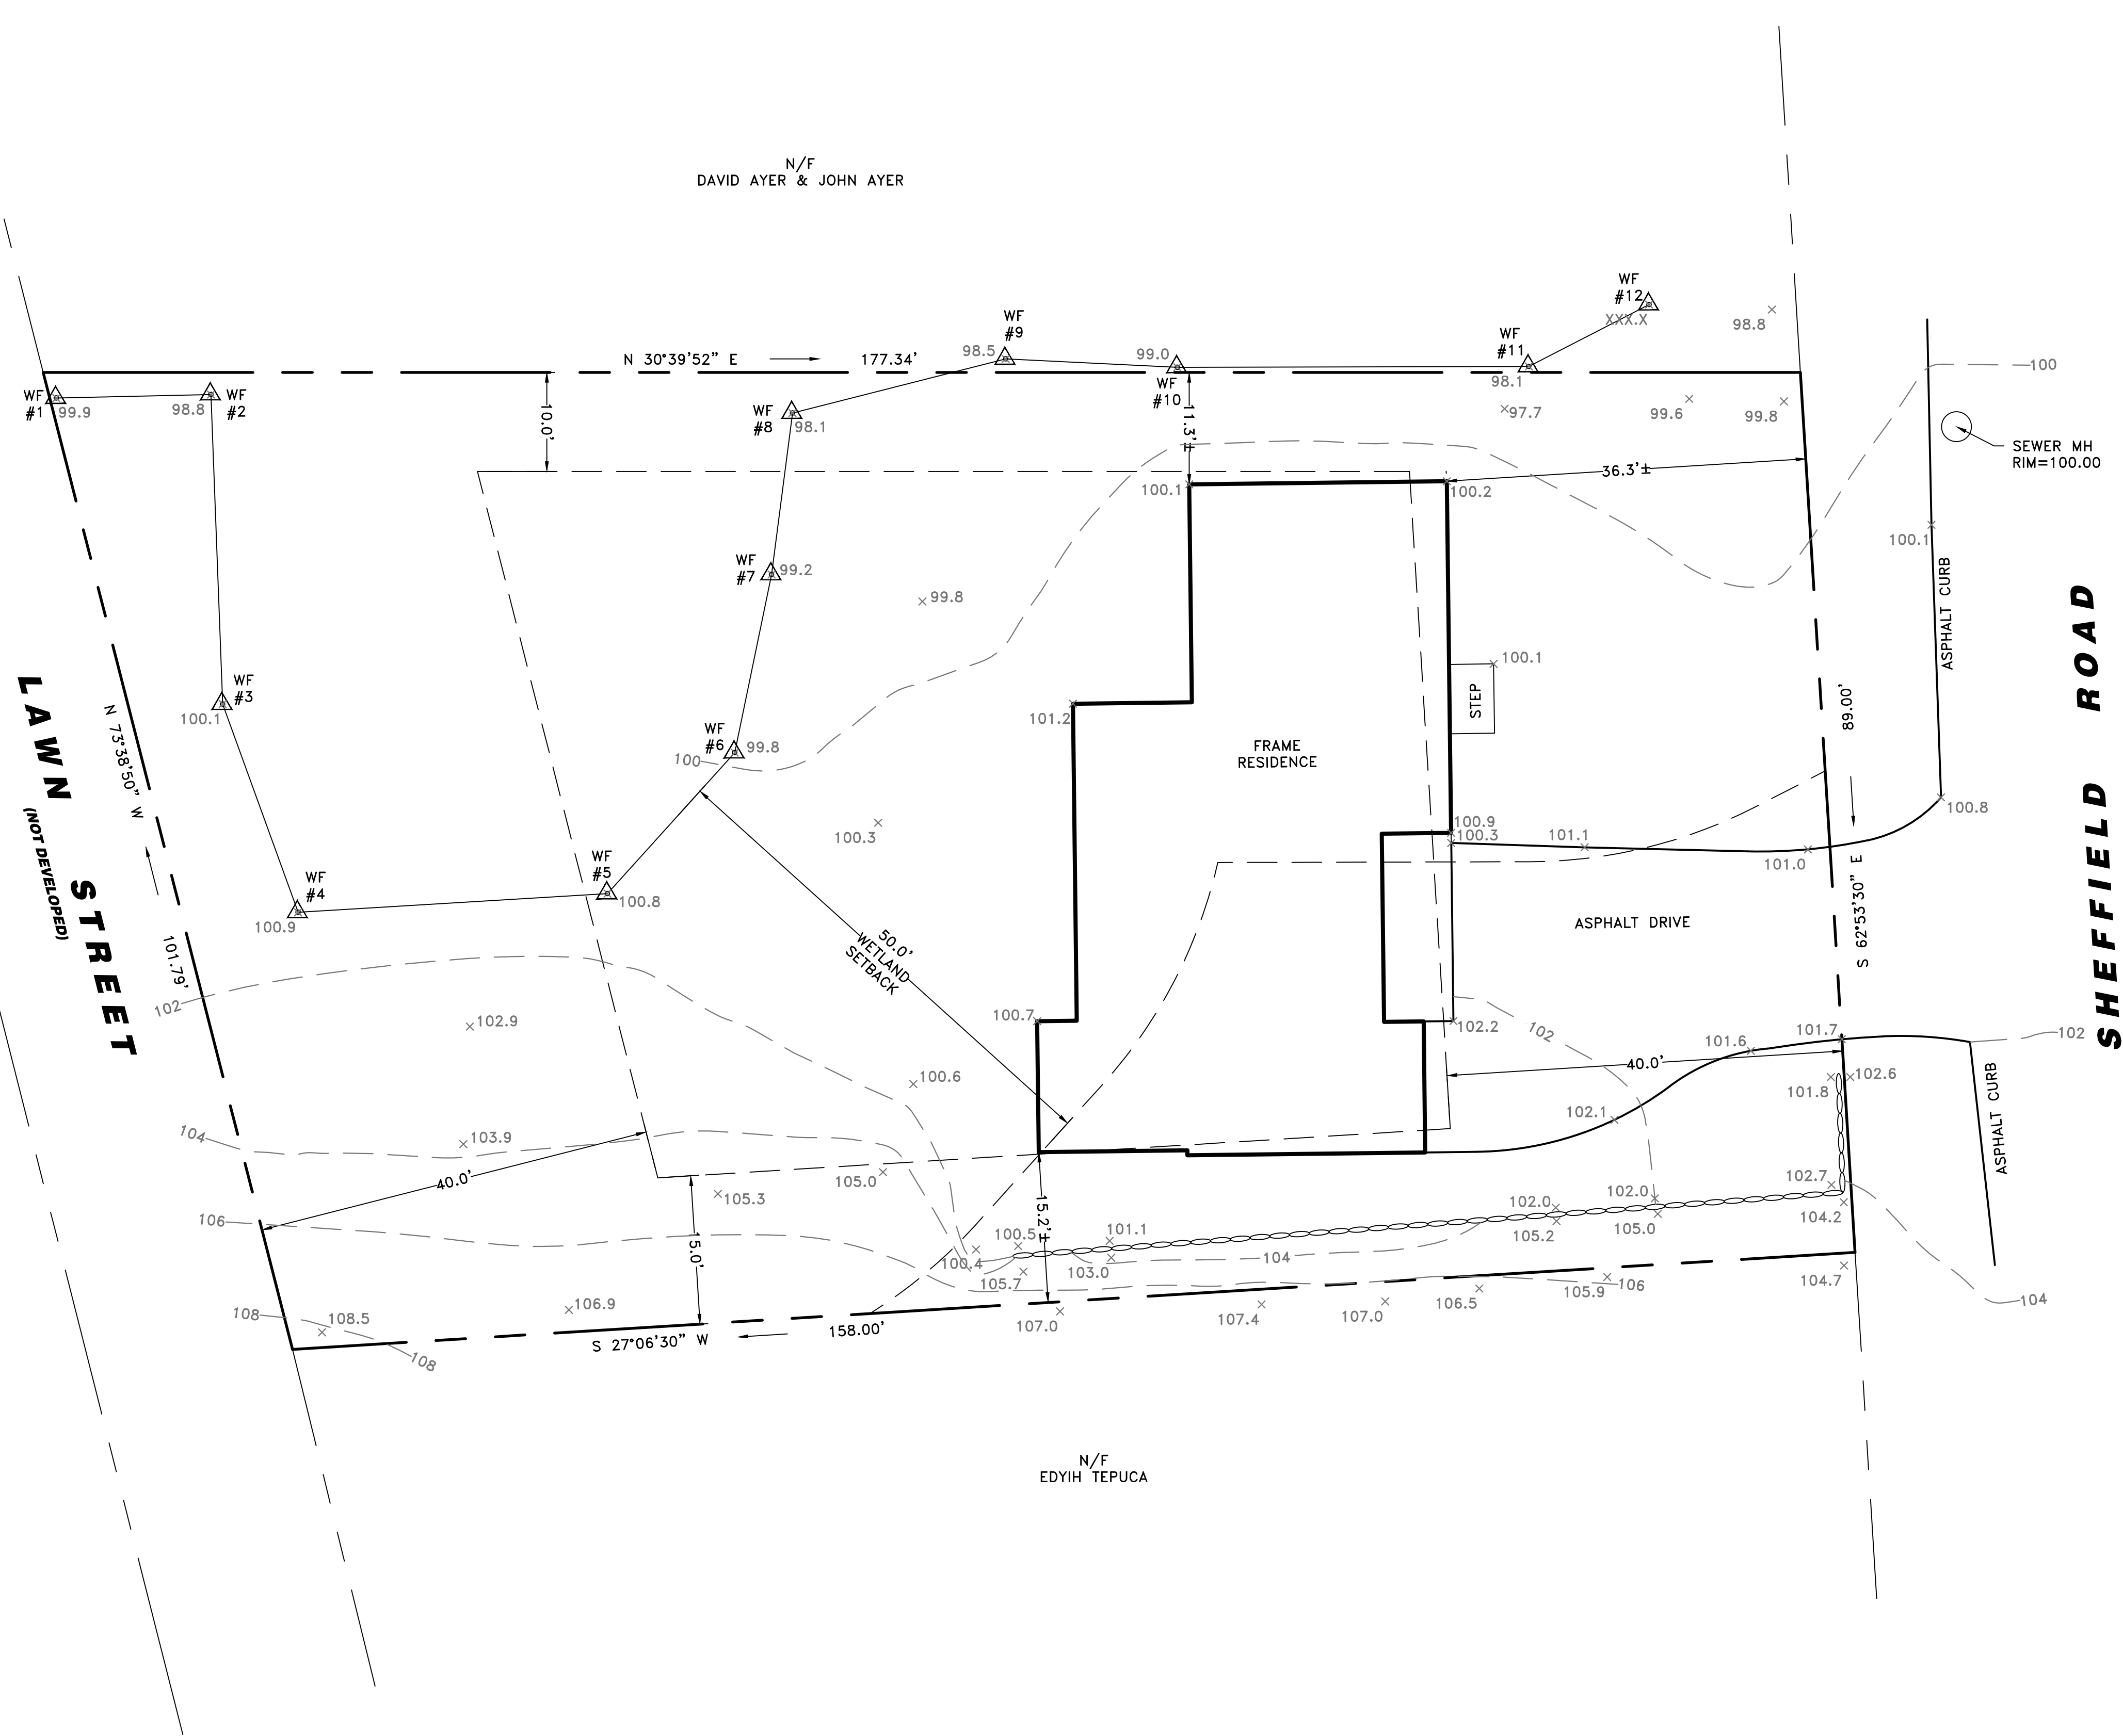 N/F
DAVID AYER & JOHN AYER
WF
#12
XXX.X
98.8
WF
#9
98.5
99.0
WF
#10
WF
#11
98.1
N 30°39'52" E
177.34'
100
WF
#1
99.9
98.8
WF
#2
10.0'
WF
#8
98.1
11.3'±
97.7
99.6
99.8
SEWER MH
RIM=100.00
36.3'±
100.1
100.2
100.1
ASPHALT CURB
WF
#7
99.2
99.8
100.1
STEP
WF
#3
100.1
101.2
89.00'
SHEFFIELD ROAD
LAWN STREET
(NOT DEVELOPED)
N 73°38'50" W
101.79'
WF
#6
99.8
100
FRAME
RESIDENCE
100.8
100.3
100.9
100.3
101.1
101.0
S 62°53'30" E
WF
#5
100.8
WF
#4
100.9
ASPHALT DRIVE
50.0'
WETLAND
SETBACK
102
102.9
100.7
102.2
102
101.6
101.7
102
40.0'
100.6
101.8
102.6
ASPHALT CURB
104
103.9
102.1
40.0'
105.0
105.3
106
15.0'
15.2'±
102.7
104.2
102.0
102.0
105.2
105.0
100.5
101.1
100.4
105.7
103.0
104
104.7
106
105.9
106.5
107.0
107.4
107.0
104
108
108.5
106.9
108
S 27°06'30" W
158.00'
N/F
EDYIH TEPUCA